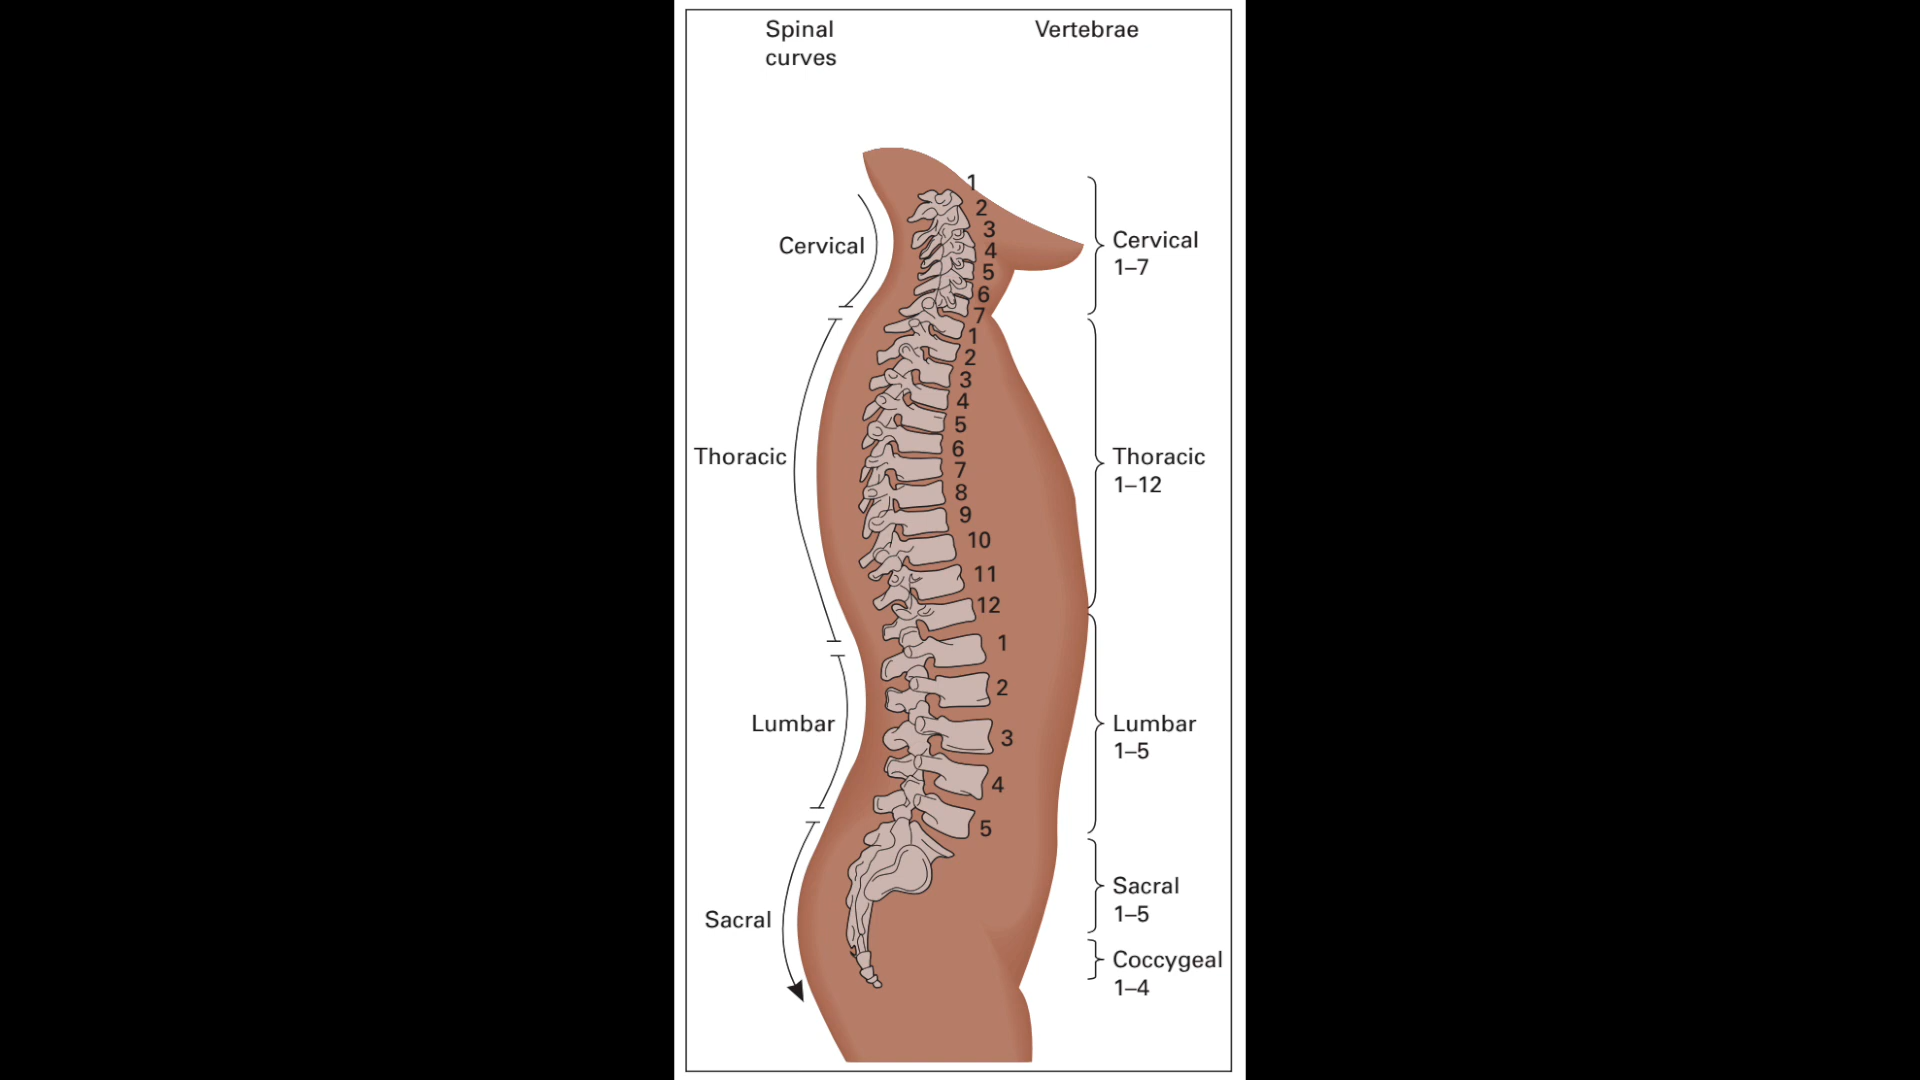 Spinal
curves
Vertebrae
Cervical
Thoracic
Lumbar
Sacral
1
2
3
4
5
6
7
1
2
3
4
5
6
7
8
9
10
11
12
1
2
3
4
5
Cervical
1–7
Thoracic
1–12
Lumbar
1–5
Sacral
1–5
Coccygeal
1–4